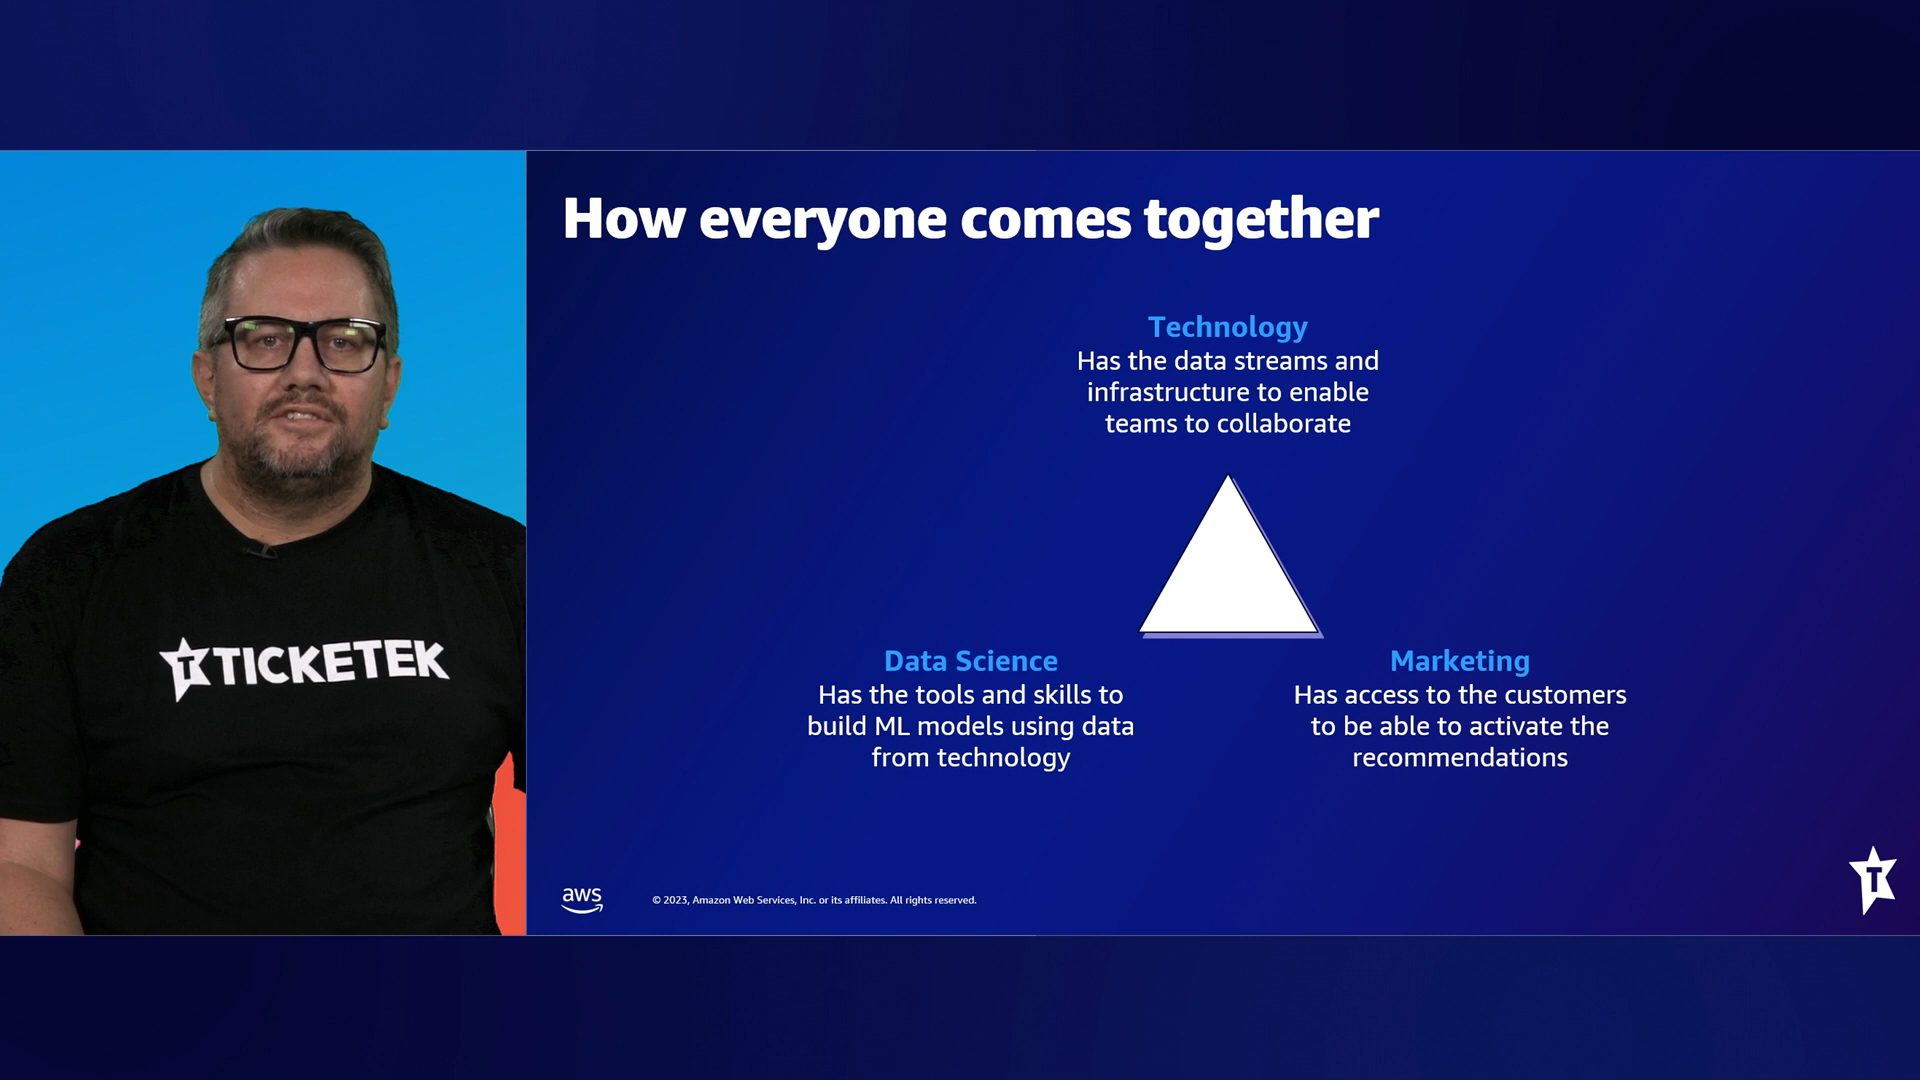 How everyone comes together
Technology
Has the data streams and
infrastructure to enable
teams to collaborate
TICKETEK
Data Science
Has the tools and skills to
build ML models using data
from technology
Marketing
Has access to the customers
to be able to activate the
recommendations
aws
© 2023, Amazon Web Services, Inc. or its affiliates. All rights reserved.
T